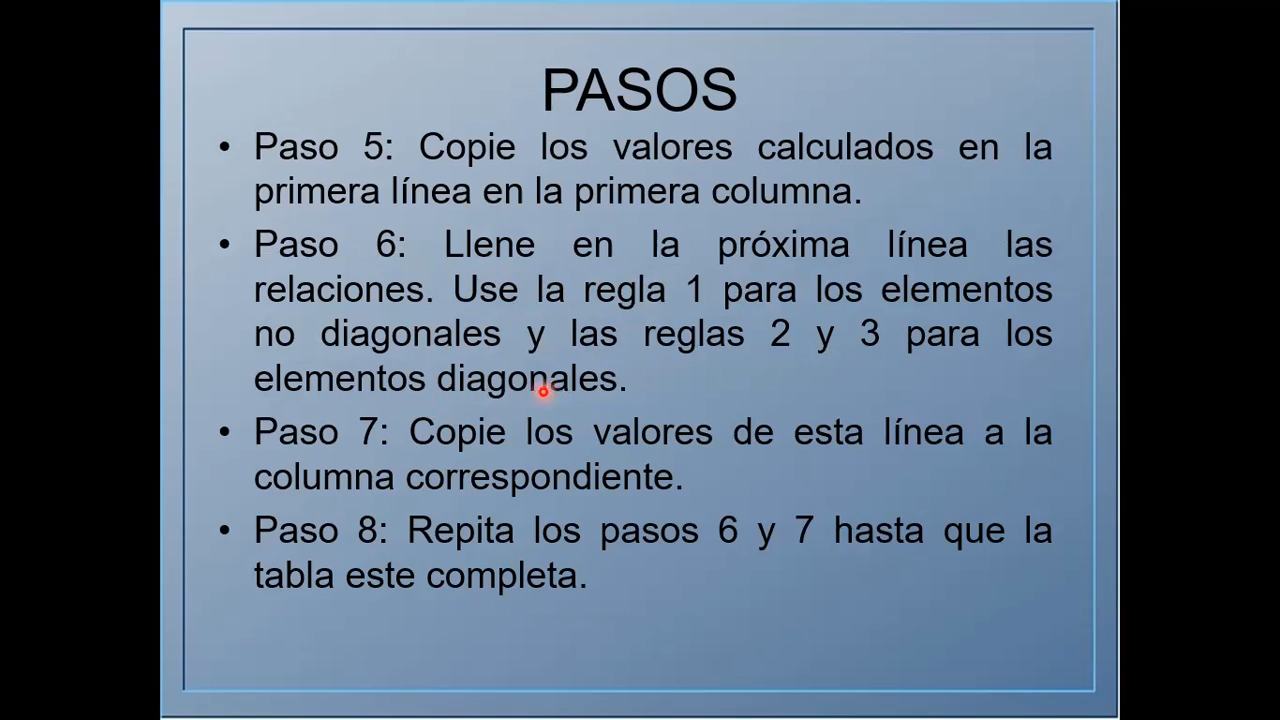 PASOS
• Paso 5: Copie los valores calculados en la
primera línea en la primera columna.
• Paso 6: Llene en la próxima línea las
relaciones. Use la regla 1 para los elementos
no diagonales y las reglas 2 y 3 para los
elementos diagonales.
• Paso 7: Copie los valores de esta línea a la
columna correspondiente.
• Paso 8: Repita los pasos 6 y 7 hasta que la
tabla este completa.